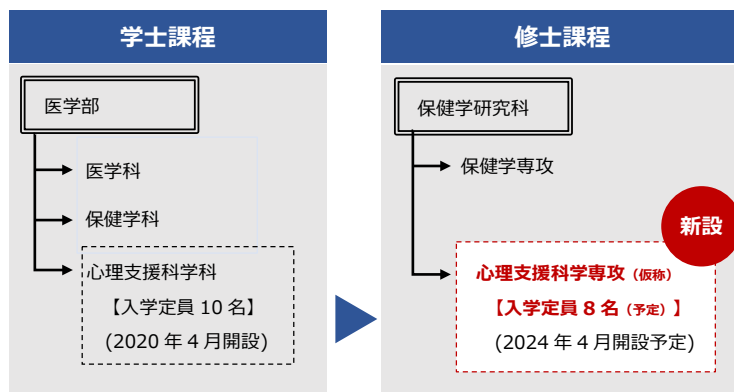 学士課程
医学部
医学科
保健学科
心理支援科学科
【入学定員 10 名】
(2020 年 4 月開設)
修士課程
保健学研究科
保健学専攻
新設
心理支援科学専攻(仮称)
【入学定員 8 名(予定)】
(2024 年 4 月開設予定)